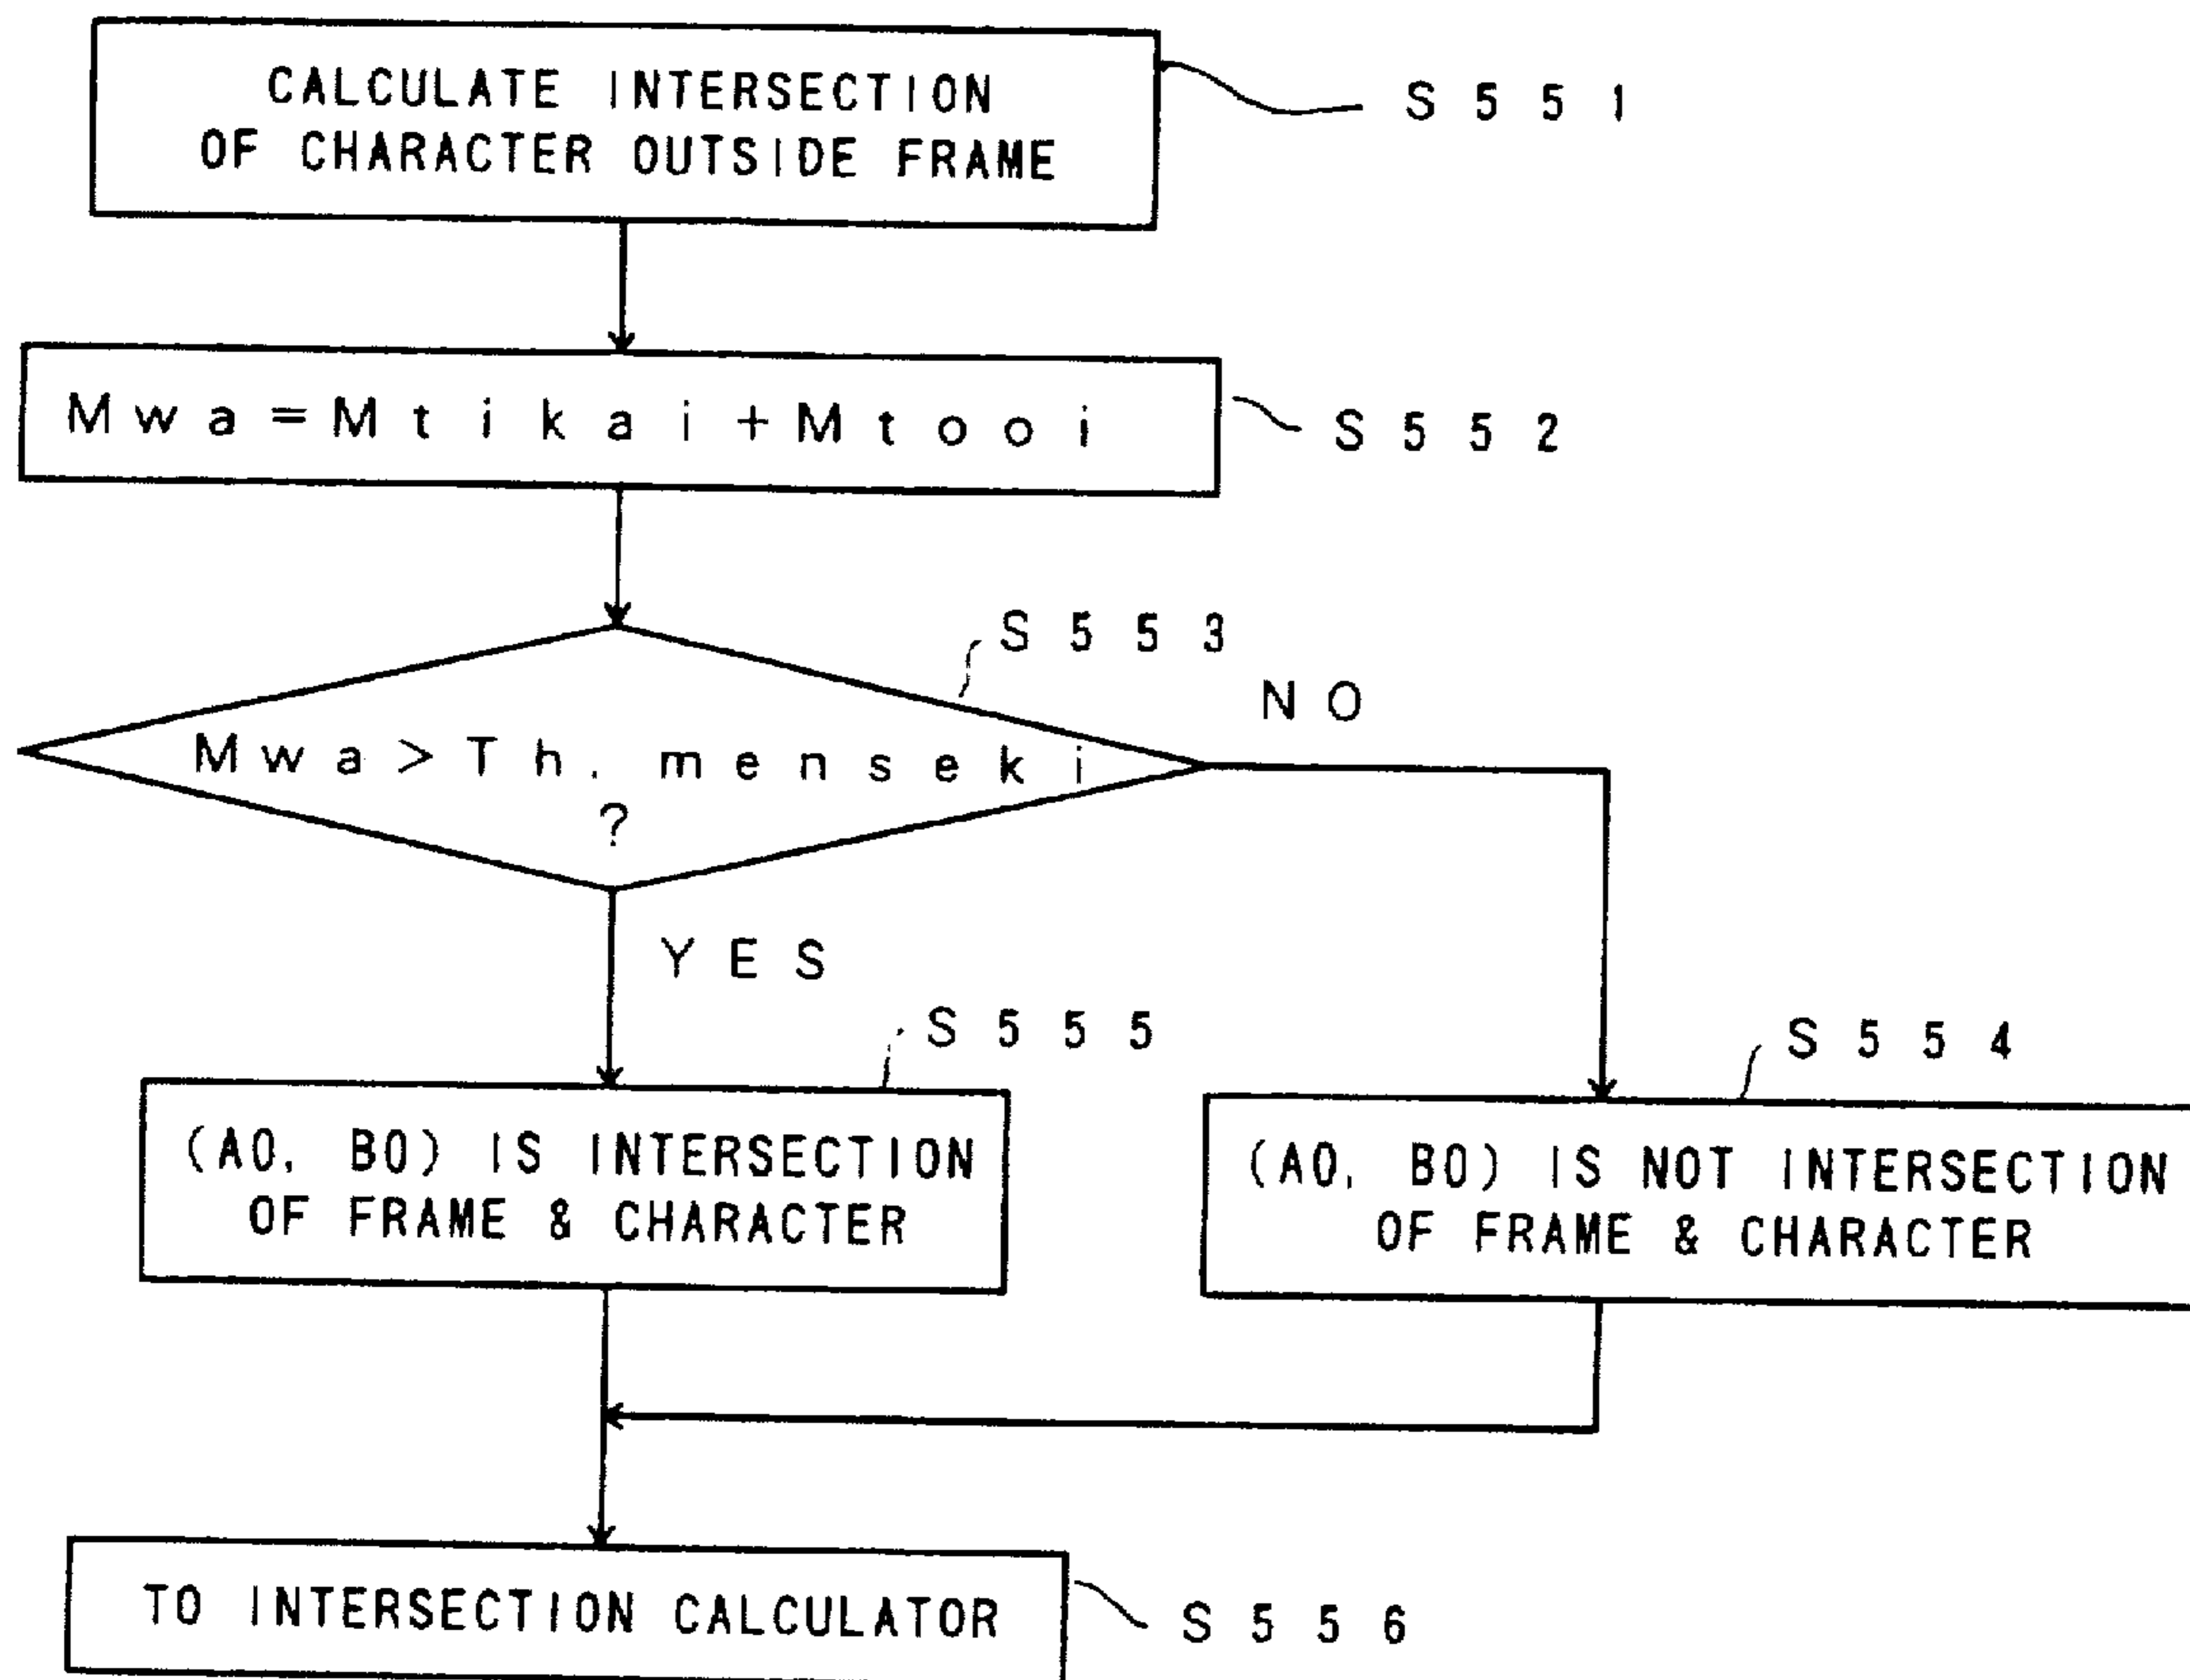 CALCULATE INTERSECTION
OF CHARACTER OUTSIDE FRAME
S551
Mwa=Mtikai+Mtooi
S552
S553
NO
Mwa>Th. menseki
?
YES
S555
S554
(A0, B0) IS INTERSECTION
OF FRAME & CHARACTER
(A0, B0) IS NOT INTERSECTION
OF FRAME & CHARACTER
TO INTERSECTION CALCULATOR
S556